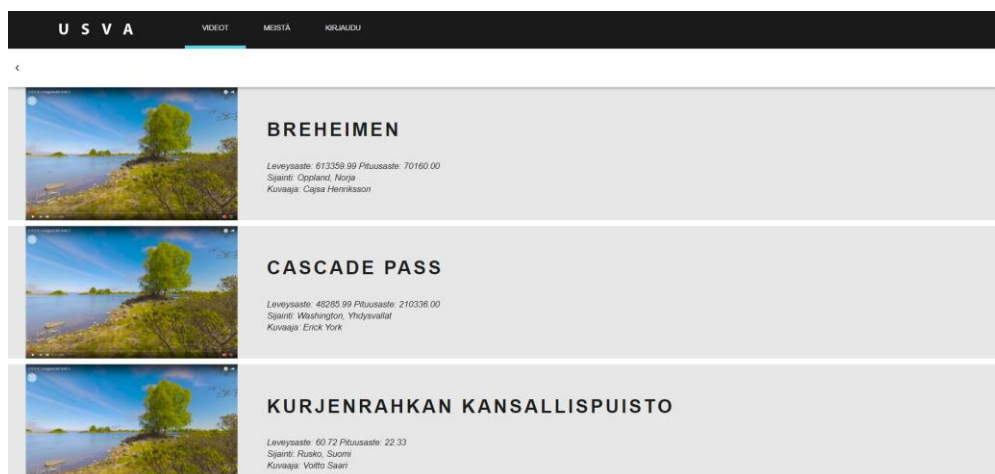 U S V A
VIDEOT
MEISTÄ
KIRJAUDU
BREHEIMEN
Leveysaste: 613359.99 Pituusaste: 70160.00
Sijainti: Oppland, Norja
Kuvaaja: Cajsa Henriksson
CASCADE PASS
Leveysaste: 48285.99 Pituusaste: 210336.00
Sijainti: Washington, Yhdysvallat
Kuvaaja: Erick York
KURJENRAHKAN KANSALLISPUISTO
Leveysaste: 60.72 Pituusaste: 22.33
Sijainti: Rusko, Suomi
Kuvaaja: Voitto Saari